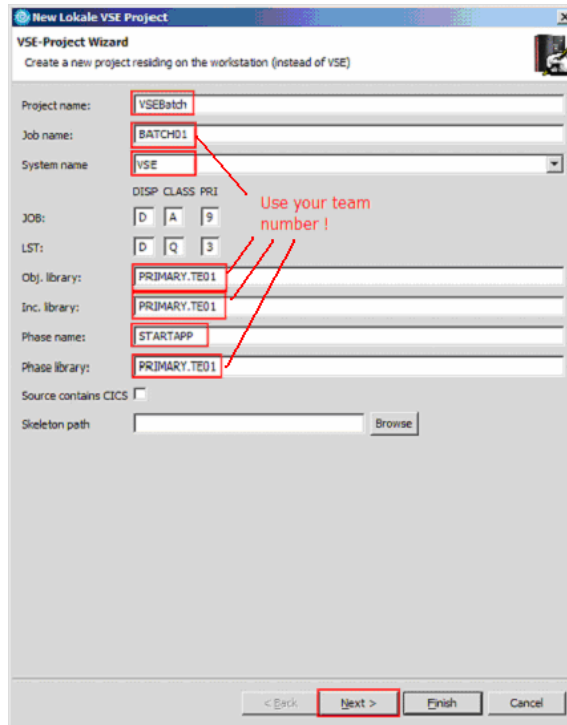 New Lokale VSE Project
VSE-Project Wizard
Create a new project residing on the workstation (instead of VSE)
Project name: VSEBatch
Job name: BATCH01
System name VSE
DISP CLASS PRI
JOB: D A 9
LST: D Q 3
Use your team
number !
Obj. library: PRIMARY.TE01
Inc. library: PRIMARY.TE01
Phase name: STARTAPP
Phase library: PRIMARY.TE01
Source contains CICS
Skeleton path Browse
< Back Next > Finish Cancel